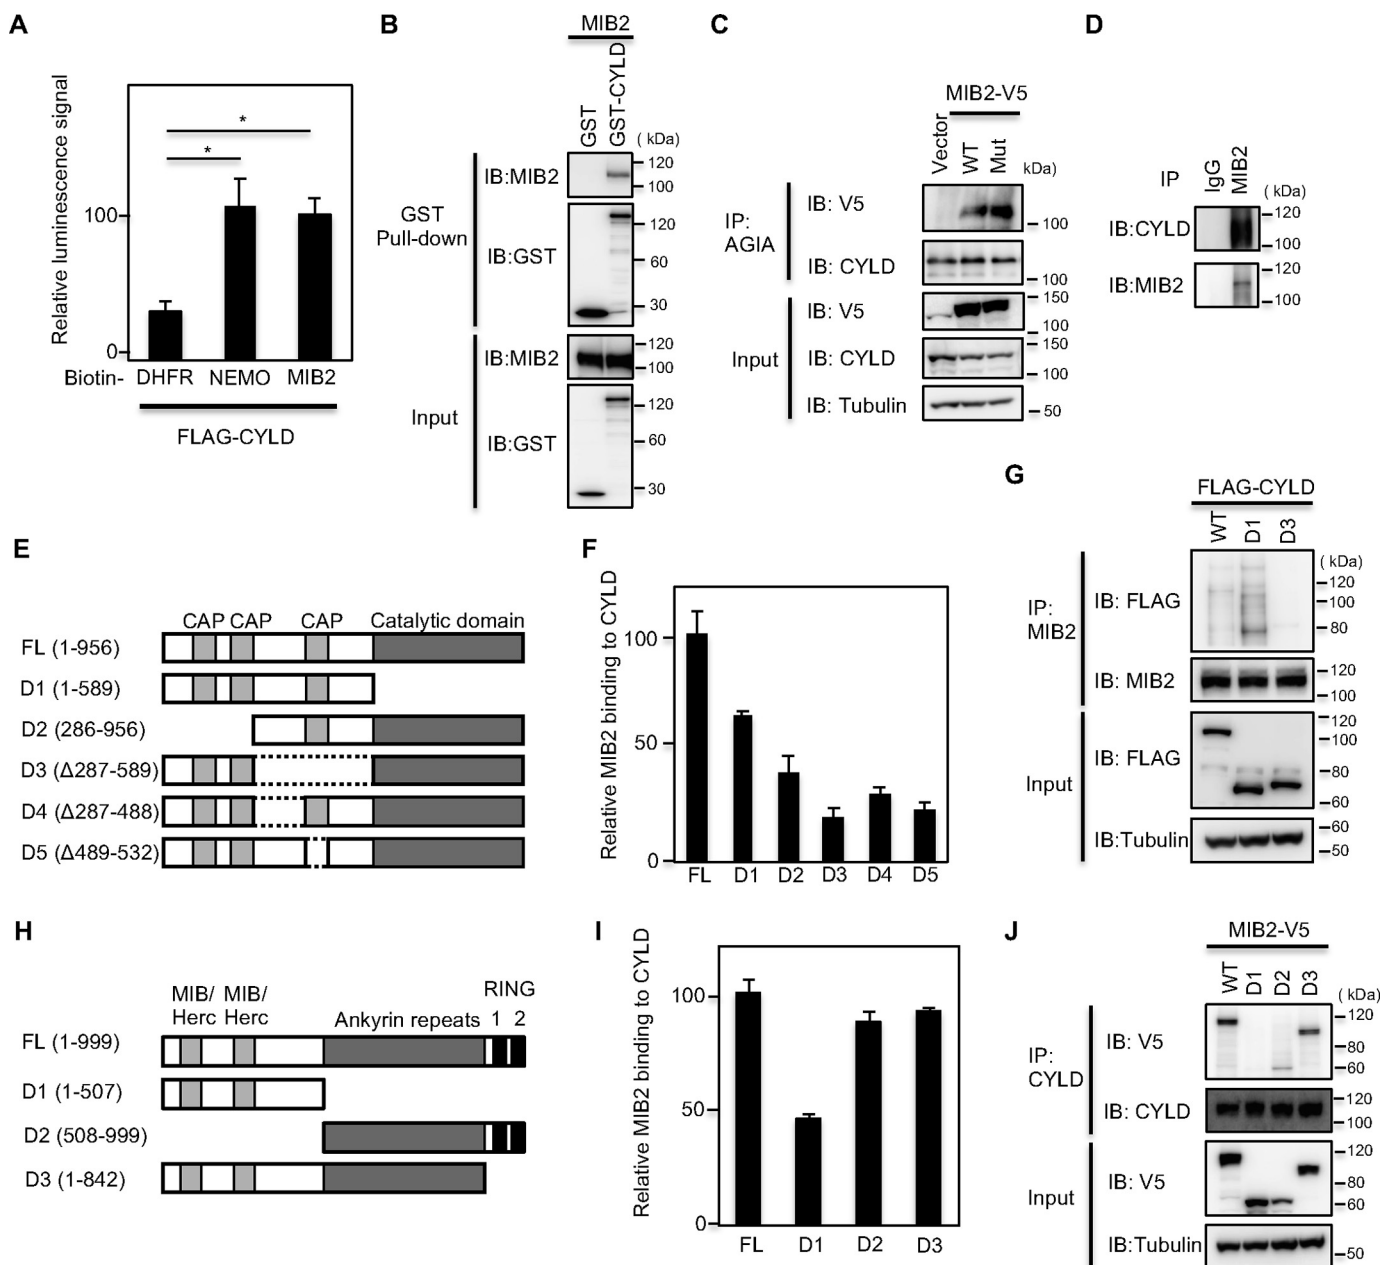 A
Relative luminescence signal
100
0
*
*
Biotin- DHFR NEMO MIB2
FLAG-CYLD
B
MIB2
GST
GST-CYLD
( kDa)
GST
Pull-down
IB:MIB2
120
100
IB:GST
120
60
30
Input
IB:MIB2
120
100
IB:GST
120
60
30
C
MIB2-V5
Vector
WT
Mut
kDa)
IP:
AGIA
IB: V5
100
IB: CYLD
100
Input
IB: V5
150
100
IB: CYLD
150
100
IB: Tubulin
50
D
IP
IgG
MIB2
( kDa)
IB:CYLD
120
100
IB:MIB2
120
100
E
CAP CAP CAP Catalytic domain
FL (1-956)
D1 (1-589)
D2 (286-956)
D3 (Δ287-589)
D4 (Δ287-488)
D5 (Δ489-532)
F
Relative MIB2 binding to CYLD
100
50
0
FL D1 D2 D3 D4 D5
G
FLAG-CYLD
WT
D1
D3
( kDa)
IP:
MIB2
IB: FLAG
120
100
80
IB: MIB2
120
100
Input
IB: FLAG
120
100
80
60
IB:Tubulin
60
50
H
MIB/
Herc
MIB/
Herc
Ankyrin repeats
RING
1 2
FL (1-999)
D1 (1-507)
D2 (508-999)
D3 (1-842)
I
Relative MIB2 binding to CYLD
100
50
0
FL D1 D2 D3
J
MIB2-V5
WT
D1
D2
D3
( kDa)
IP:
CYLD
IB: V5
120
80
60
IB: CYLD
120
100
Input
IB: V5
120
80
60
IB:Tubulin
50